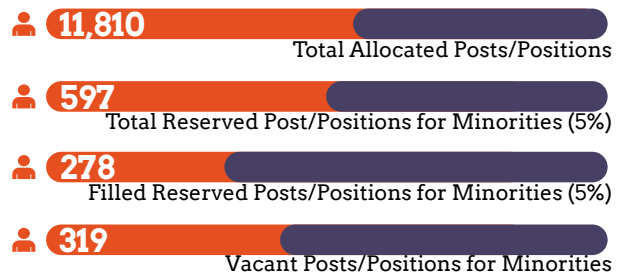 11,810
Total Allocated Posts/Positions
597
Total Reserved Post/Positions for Minorities (5%)
278
Filled Reserved Posts/Positions for Minorities (5%)
319
Vacant Posts/Positions for Minorities